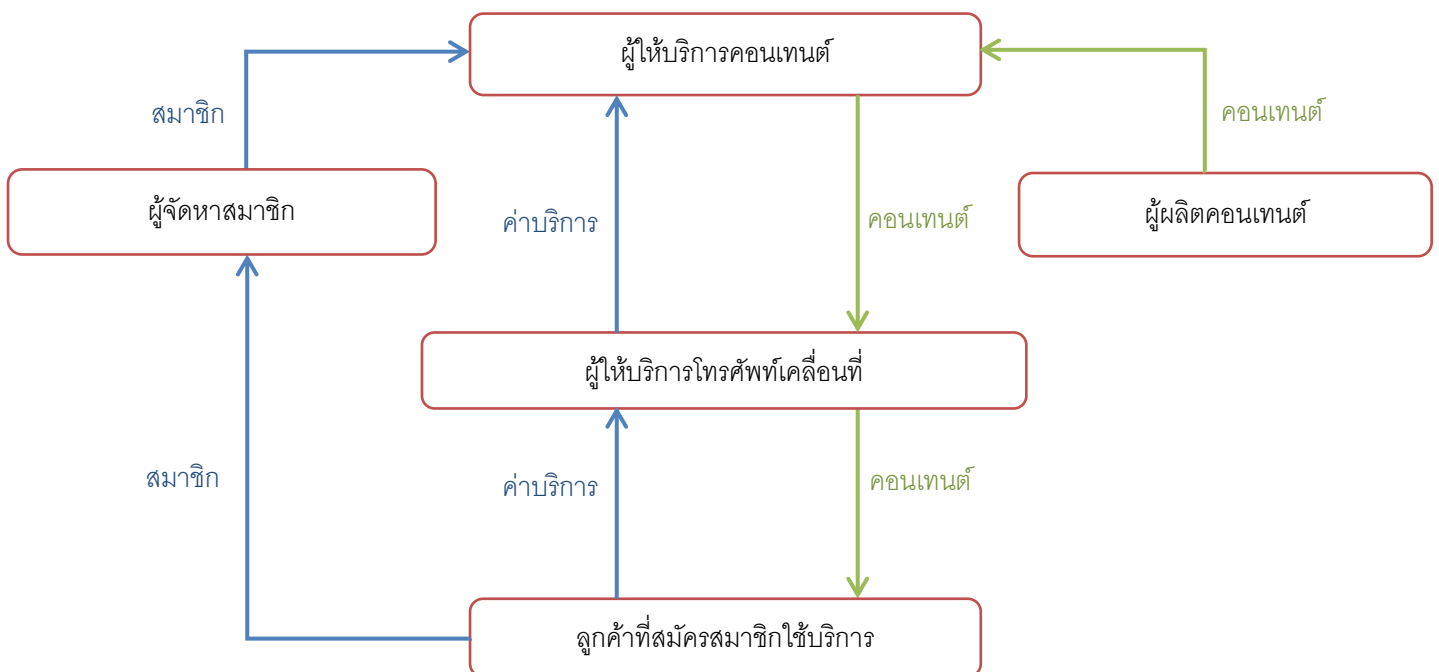 ผู้ให้บริการคอนเทนต์
สมาชิก
คอนเทนต์
ผู้จัดหาสมาชิก
ค่าบริการ
คอนเทนต์
ผู้ผลิตคอนเทนต์
ผู้ให้บริการโทรศัพท์เคลื่อนที่
สมาชิก
ค่าบริการ
คอนเทนต์
ลูกค้าที่สมัครสมาชิกใช้บริการ